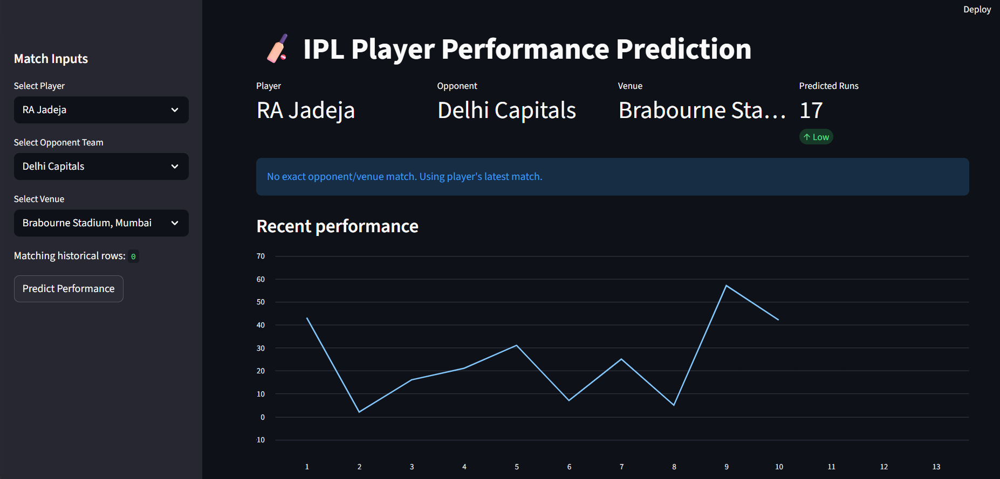 Deploy
Match Inputs
Select Player
RA Jadeja
Select Opponent Team
Delhi Capitals
Select Venue
Brabourne Stadium, Mumbai
Matching historical rows: 0
Predict Performance
IPL Player Performance Prediction
Player
RA Jadeja
Opponent
Delhi Capitals
Venue
Brabourne Sta...
Predicted Runs
17
↑ Low
No exact opponent/venue match. Using player's latest match.
Recent performance
70
60
50
40
30
20
10
0
-10
1 2 3 4 5 6 7 8 9 10 11 12 13